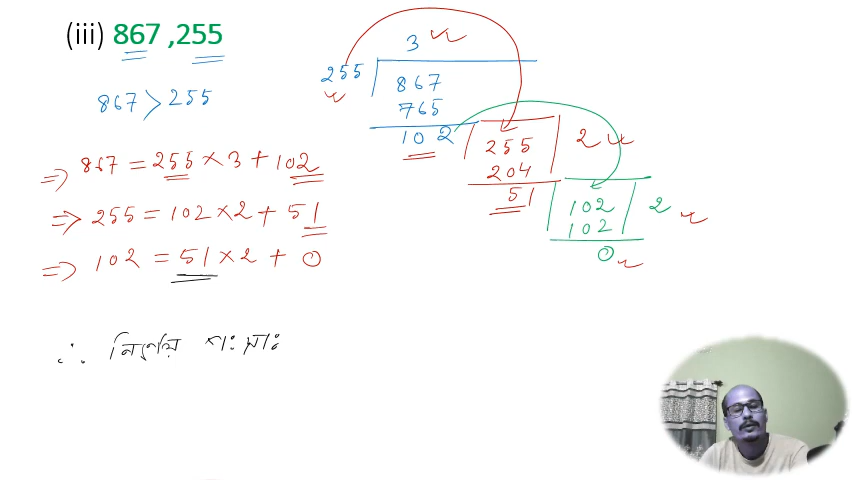 (iii) 867 ,255
867 > 255
3
255
867
765
102
255 2
204
51
102 2
102
0
⇒ 867 = 255 × 3 + 102
⇒ 255 = 102 × 2 + 51
⇒ 102 = 51 × 2 + 0
∴ নিৰ্ণেয় গঃ সাঃ